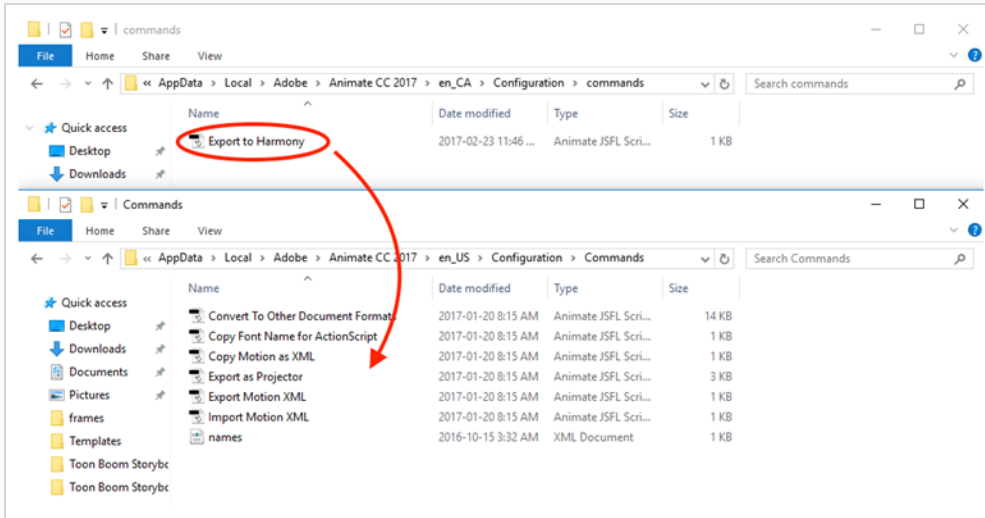 commands
File Home Share View
« AppData > Local > Adobe > Animate CC 2017 > en_CA > Configuration > commands Search commands
Name Date modified Type Size
Quick access
Export to Harmony 2017-02-23 11:46 ... Animate JSFL Scri... 1 KB
Desktop
Downloads
Commands
File Home Share View
« AppData > Local > Adobe > Animate CC 2017 > en_US > Configuration > Commands Search Commands
Name Date modified Type Size
Quick access
Convert To Other Document Formats 2017-01-20 8:15 AM Animate JSFL Scri... 14 KB
Desktop
Copy Font Name for ActionScript 2017-01-20 8:15 AM Animate JSFL Scri... 1 KB
Downloads
Copy Motion as XML 2017-01-20 8:15 AM Animate JSFL Scri... 1 KB
Documents
Export as Projector 2017-01-20 8:15 AM Animate JSFL Scri... 3 KB
Pictures
Export Motion XML 2017-01-20 8:15 AM Animate JSFL Scri... 1 KB
frames
Import Motion XML 2017-01-20 8:15 AM Animate JSFL Scri... 1 KB
Templates
names 2016-10-15 3:32 AM XML Document 1 KB
Toon Boom Storybo
Toon Boom Storybo